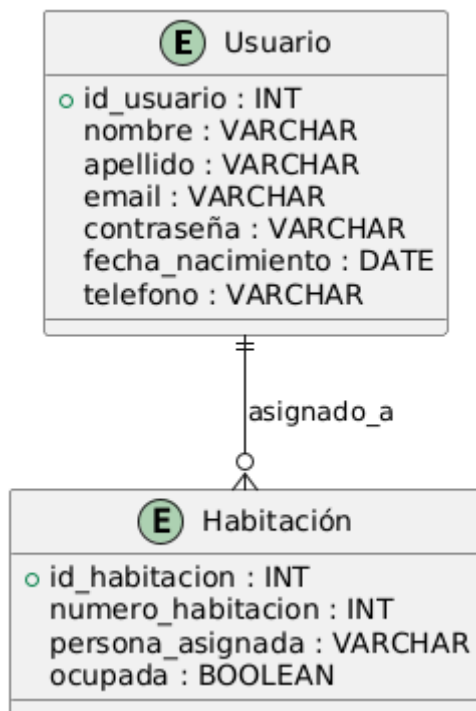 E Usuario
id_usuario : INT
nombre : VARCHAR
apellido : VARCHAR
email : VARCHAR
contraseña : VARCHAR
fecha_nacimiento : DATE
telefono : VARCHAR
asignado_a
E Habitación
id_habitacion : INT
numero_habitacion : INT
persona_asignada : VARCHAR
ocupada : BOOLEAN